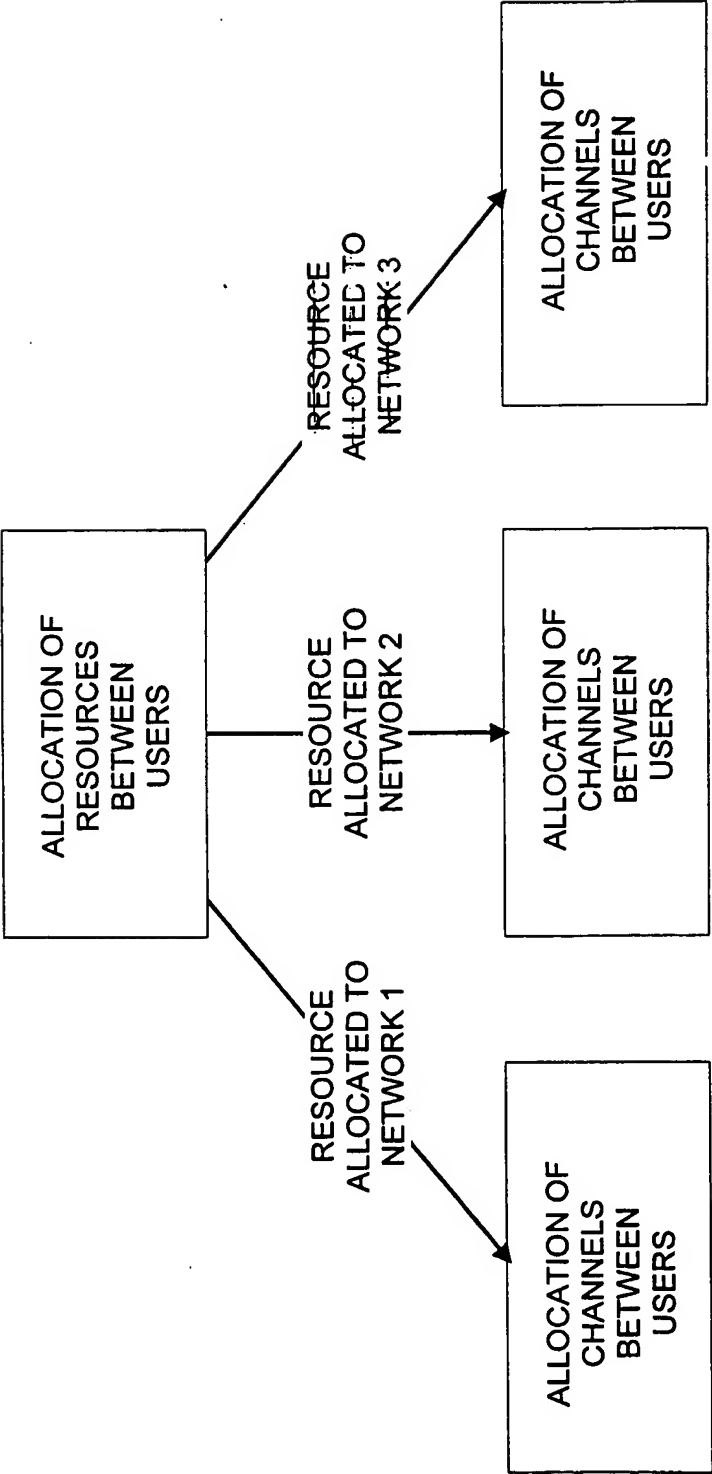 ALLOCATION OF
RESOURCES
BETWEEN
USERS
RESOURCE
ALLOCATED TO
NETWORK 1
RESOURCE
ALLOCATED TO
NETWORK 2
RESOURCE
ALLOCATED TO
NETWORK 3
ALLOCATION OF
CHANNELS
BETWEEN
USERS
ALLOCATION OF
CHANNELS
BETWEEN
USERS
ALLOCATION OF
CHANNELS
BETWEEN
USERS